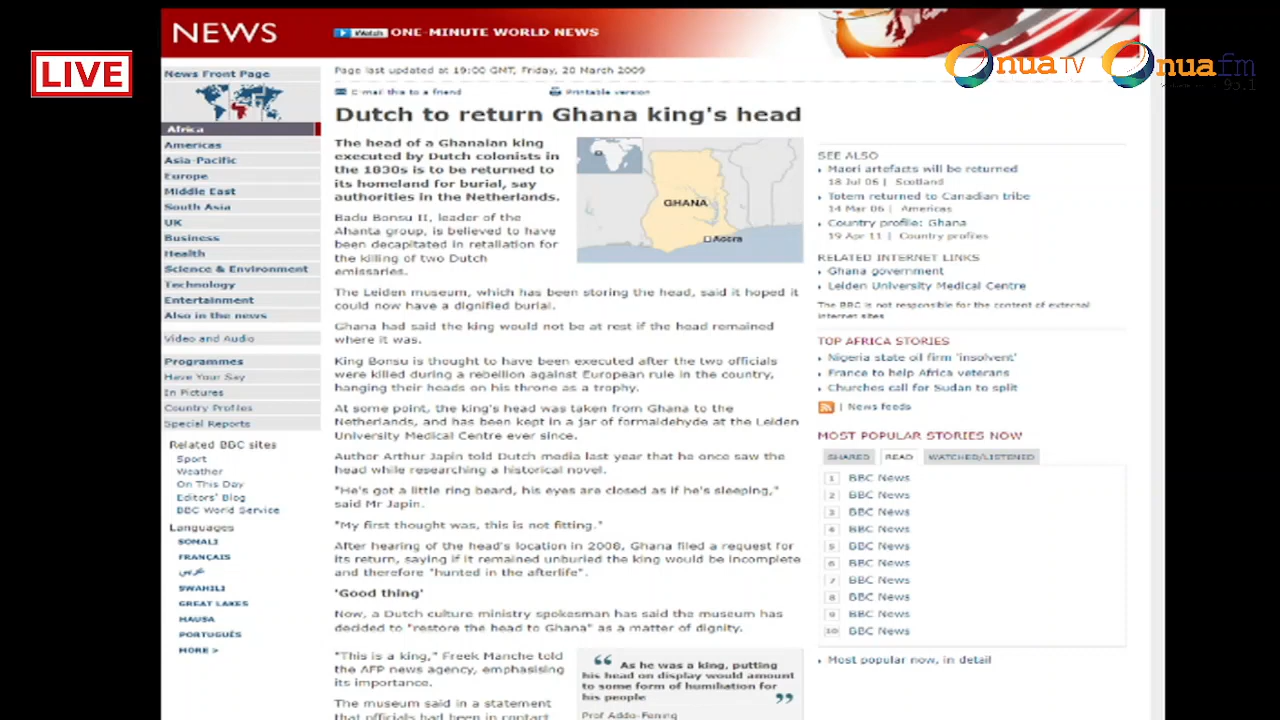 NEWS
Watch ONE-MINUTE WORLD NEWS
LIVE
Onua TV
Onua fm
95.1
News Front Page
Africa
Americas
Asia-Pacific
Europe
Middle East
South Asia
UK
Business
Health
Science & Environment
Technology
Entertainment
Also in the news
Video and Audio
Programmes
Have Your Say
In Pictures
Country Profiles
Special Reports
Related BBC sites
Sport
Weather
On This Day
Editors' Blog
BBC World Service
Languages
SOMALI
FRANÇAIS
عربي
SWAHILI
GREAT LAKES
HAUSA
PORTUGUÊS
MORE >
Page last updated at 19:00 GMT, Friday, 20 March 2009
E-mail this to a friend
Printable version
Dutch to return Ghana king's head
The head of a Ghanaian king
executed by Dutch colonists in
the 1830s is to be returned to
its homeland for burial, say
authorities in the Netherlands.
GHANA
Accra
Badu Bonsu II, leader of the
Ahanta group, is believed to have
been decapitated in retaliation for
the killing of two Dutch
emissaries.
The Leiden museum, which has been storing the head, said it hoped it
could now have a dignified burial.
Ghana had said the king would not be at rest if the head remained
where it was.
King Bonsu is thought to have been executed after the two officials
were killed during a rebellion against European rule in the country,
hanging their heads on his throne as a trophy.
At some point, the king's head was taken from Ghana to the
Netherlands, and has been kept in a jar of formaldehyde at the Leiden
University Medical Centre ever since.
Author Arthur Japin told Dutch media last year that he once saw the
head while researching a historical novel.
"He's got a little ring beard, his eyes are closed as if he's sleeping,"
said Mr Japin.
"My first thought was, this is not fitting."
After hearing of the head's location in 2008, Ghana filed a request for
its return, saying if it remained unburied the king would be incomplete
and therefore "hunted in the afterlife".
'Good thing'
Now, a Dutch culture ministry spokesman has said the museum has
decided to "restore the head to Ghana" as a matter of dignity.
"This is a king," Freek Manche told
the AFP news agency, emphasising
its importance.
The museum said in a statement
that officials had been in contact
“ As he was a king, putting
his head on display would amount
to some form of humiliation for
his people ”
Prof Addo-Fening
SEE ALSO
Maori artefacts will be returned
18 Jul 06 | Scotland
Totem returned to Canadian tribe
14 Mar 06 | Americas
Country profile: Ghana
19 Apr 11 | Country profiles
RELATED INTERNET LINKS
Ghana government
Leiden University Medical Centre
The BBC is not responsible for the content of external
internet sites
TOP AFRICA STORIES
Nigeria state oil firm 'insolvent'
France to help Africa veterans
Churches call for Sudan to split
| News feeds
MOST POPULAR STORIES NOW
SHARED READ WATCHED/LISTENED
1 BBC News
2 BBC News
3 BBC News
4 BBC News
5 BBC News
6 BBC News
7 BBC News
8 BBC News
9 BBC News
10 BBC News
Most popular now, in detail